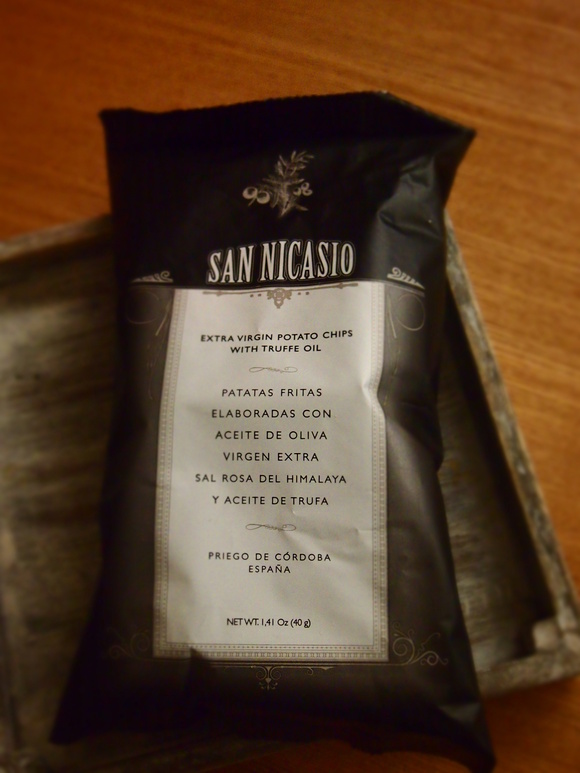 SAN NICASIO
EXTRA VIRGIN POTATO CHIPS
WITH TRUFFE OIL
PATATAS FRITAS
ELABORADAS CON
ACEITE DE OLIVA
VIRGEN EXTRA
SAL ROSA DEL HIMALAYA
Y ACEITE DE TRUFA
PRIEGO DE CÓRDOBA
ESPAÑA
NET WT. 1,41 Oz (40 g)